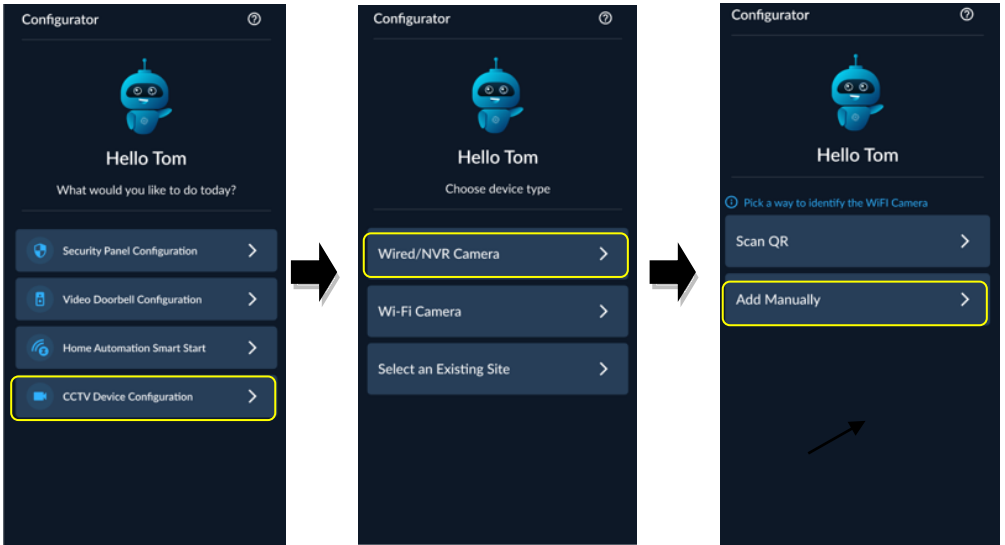 Configurator
Hello Tom
What would you like to do today?
Security Panel Configuration
Video Doorbell Configuration
Home Automation Smart Start
CCTV Device Configuration
Configurator
Hello Tom
Choose device type
Wired/NVR Camera
Wi-Fi Camera
Select an Existing Site
Configurator
Hello Tom
Pick a way to identify the WiFI Camera
Scan QR
Add Manually